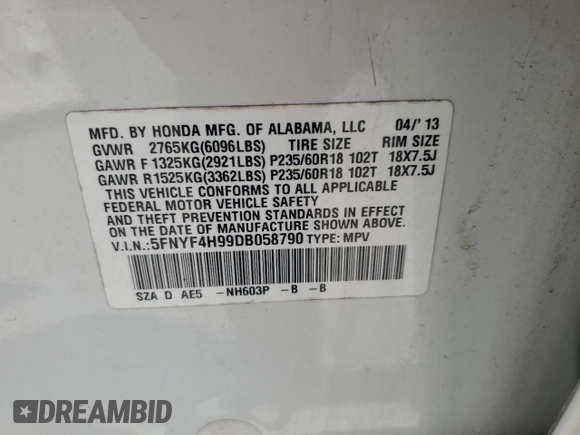 MFD. BY HONDA MFG. OF ALABAMA, LLC 04/'13
GVWR 2765KG(6096LBS) TIRE SIZE RIM SIZE
GAWR F 1325KG(2921LBS) P235/60R18 102T 18X7.5J
GAWR R 1525KG(3362LBS) P235/60R18 102T 18X7.5J
THIS VEHICLE CONFORMS TO ALL APPLICABLE
FEDERAL MOTOR VEHICLE SAFETY
AND THEFT PREVENTION STANDARDS IN EFFECT
ON THE DATE OF MANUFACTURE SHOWN ABOVE.
V.I.N.:5FNYF4H99DB058790 TYPE: MPV
SZA D AE5 -NH603P -B -B
DREAMBID